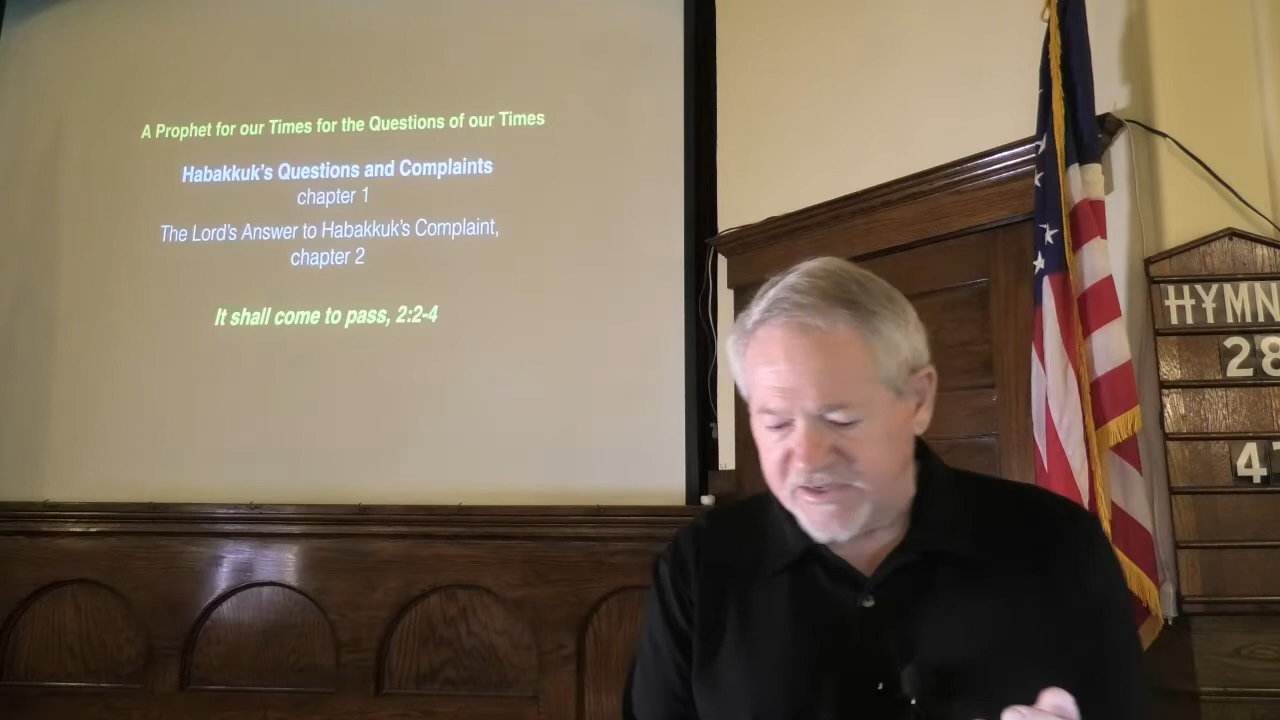 A Prophet for our Times for the Questions of our Times
Habakkuk's Questions and Complaints
chapter 1
The Lord's Answer to Habakkuk's Complaint,
chapter 2
It shall come to pass, 2:2-4
HYMN
28
4